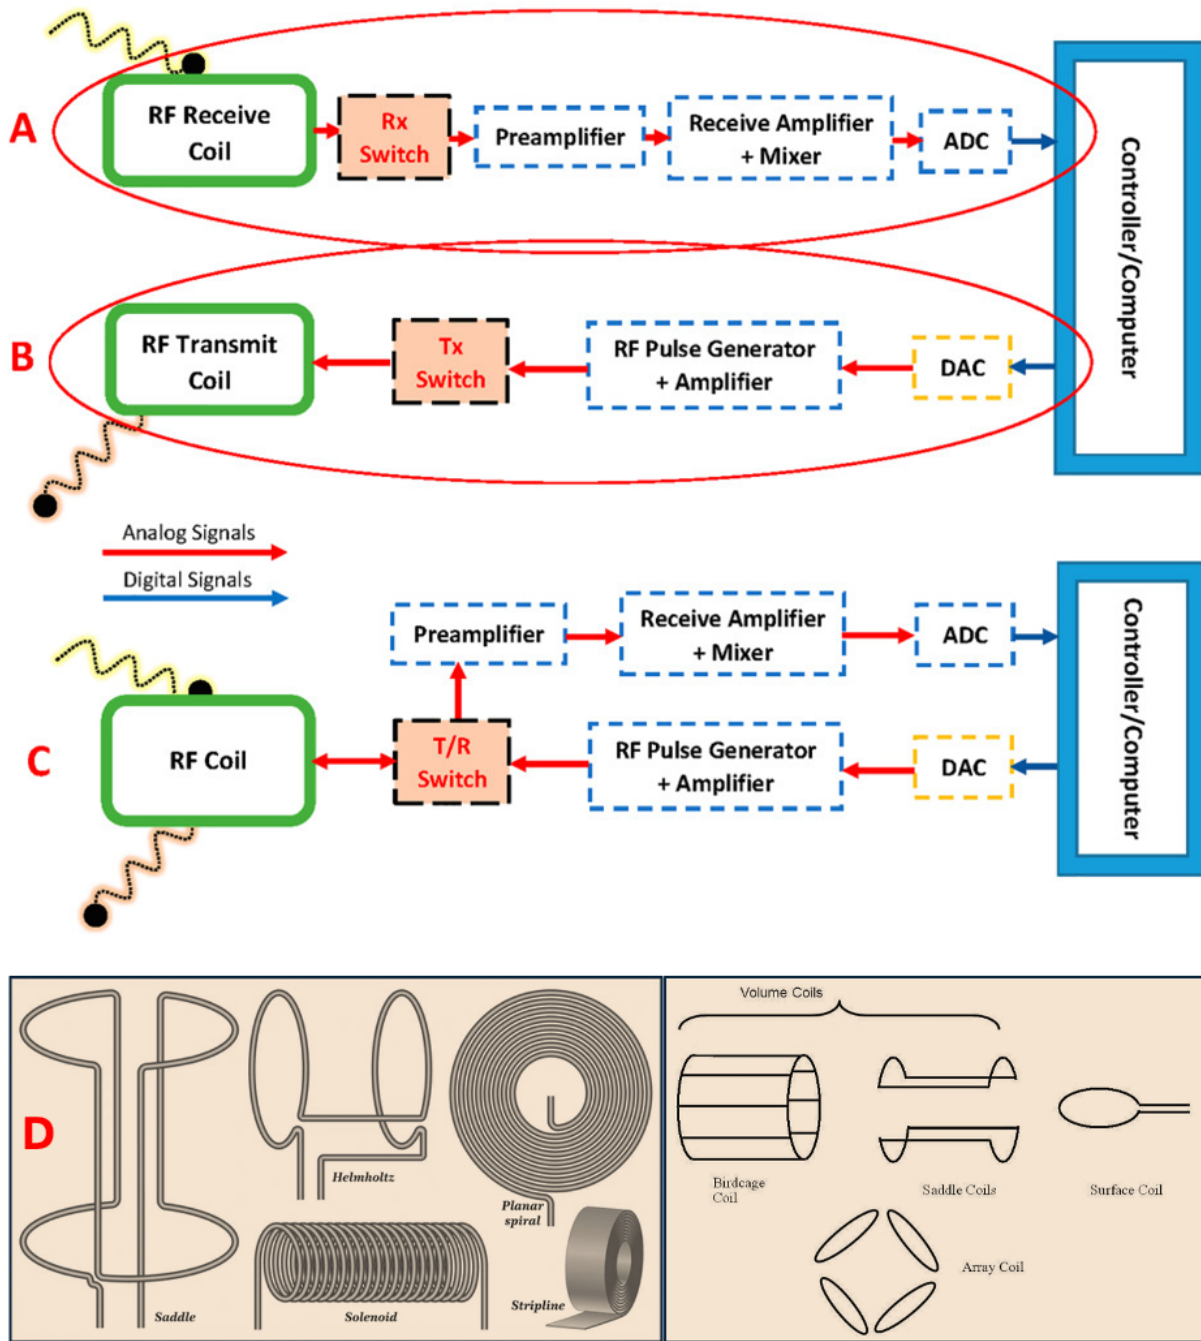 A
RF Receive
Coil
Rx
Switch
Preamplifier
Receive Amplifier
+ Mixer
ADC
Controller/Computer
B
RF Transmit
Coil
Tx
Switch
RF Pulse Generator
+ Amplifier
DAC
Analog Signals
Digital Signals
C
RF Coil
T/R
Switch
Preamplifier
Receive Amplifier
+ Mixer
ADC
RF Pulse Generator
+ Amplifier
DAC
Controller/Computer
D
Saddle
Helmholtz
Solenoid
Planar
spiral
Stripline
Volume Coils
Birdcage
Coil
Saddle Coils
Surface Coil
Array Coil